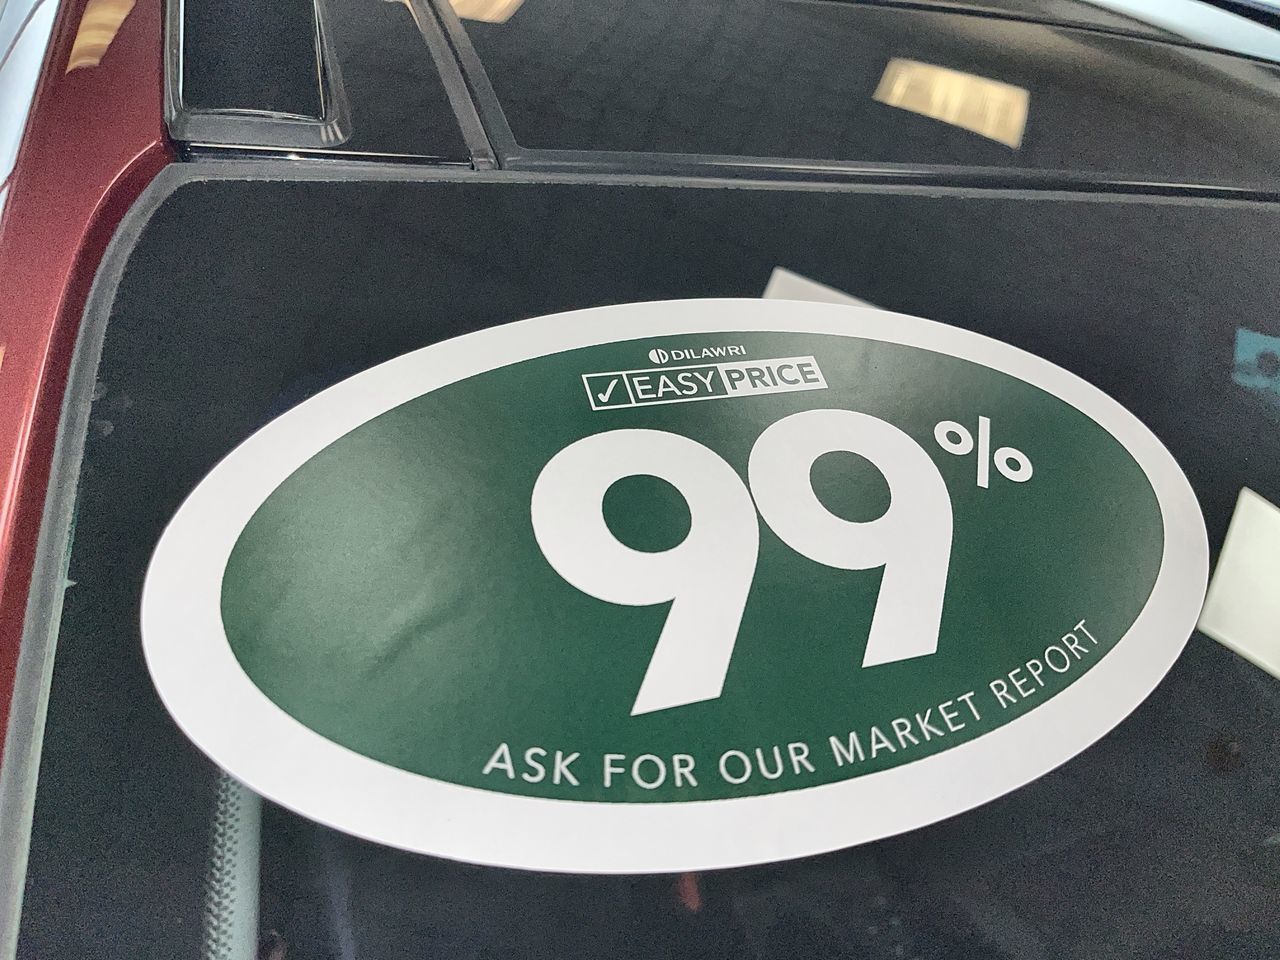 DILAWRI
✓ EASY PRICE
99%
ASK FOR OUR MARKET REPORT